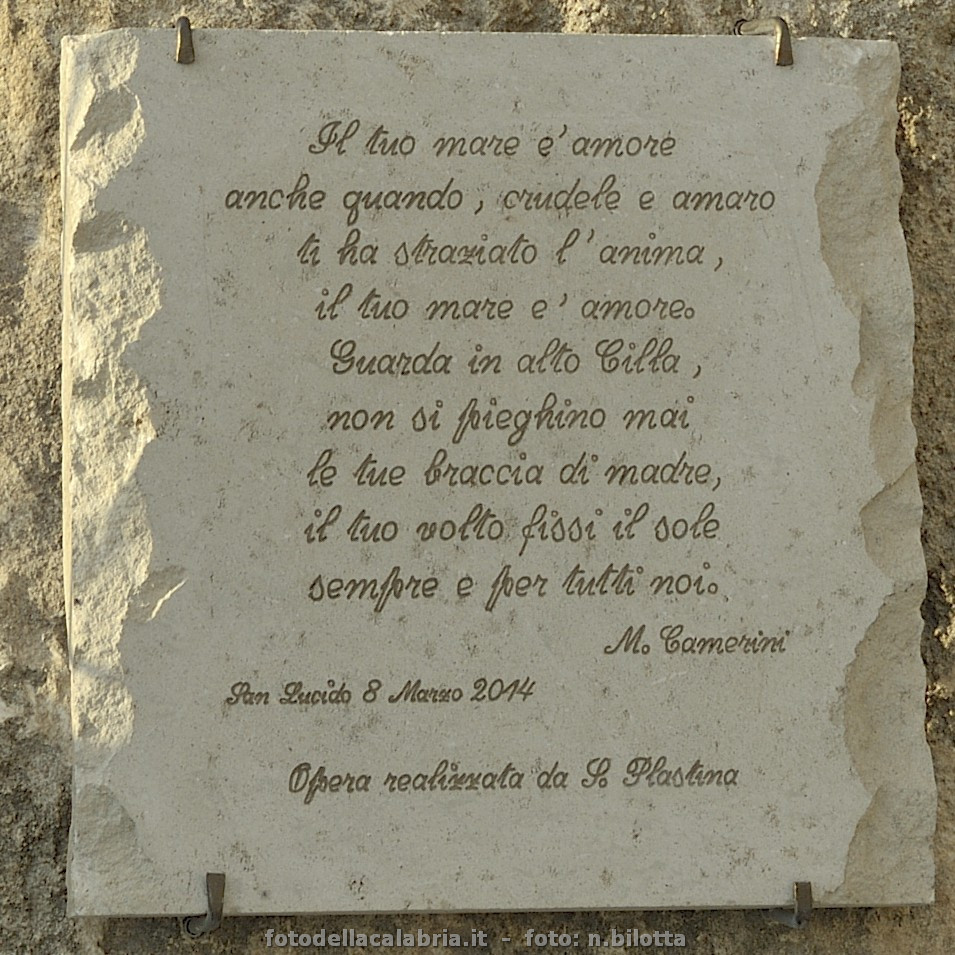 Il tuo mare e' amore
anche quando, crudele e amaro
ti ha straziato l'anima,
il tuo mare e' amore.
Guarda in alto Cilla,
non si pieghino mai
le tue braccia di madre,
il tuo volto fissi il sole
sempre e per tutti noi.
M. Camerini
San Lucido 8 Marzo 2014
Opera realizzata da S. Plastina
fotodellacalabria.it - foto: n.bilotta